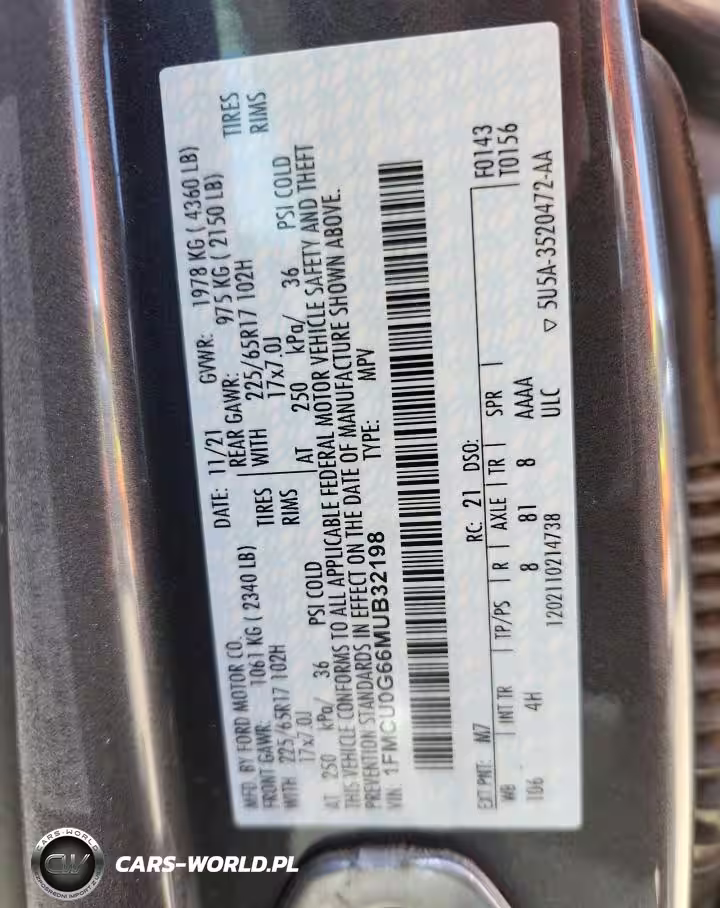 MFD. BY FORD MOTOR CO. DATE: 11/21 GVWR: 1978 KG ( 4360 LB)
FRONT GAWR: 1061 KG ( 2340 LB) REAR GAWR: 975 KG ( 2150 LB)
WITH 225/65R17 102H TIRES WITH 225/65R17 102H TIRES
17x7.0J RIMS 17x7.0J RIMS
AT 250 kPa/ 36 PSI COLD AT 250 kPa/ 36 PSI COLD
THIS VEHICLE CONFORMS TO ALL APPLICABLE FEDERAL MOTOR VEHICLE SAFETY AND THEFT
PREVENTION STANDARDS IN EFFECT ON THE DATE OF MANUFACTURE SHOWN ABOVE.
VIN: 1FMCU0G66MUB32198 TYPE: MPV
EXT PNT: M7 RC: 21 DSO: F0143
WB INT TR TP/PS R AXLE TR SPR T0156
106 4H 8 81 8 AAAA
1202110214738 ULC ▽ 5U5A-3520472-AA
CARS-WORLD
CW
CARS-WORLD.PL